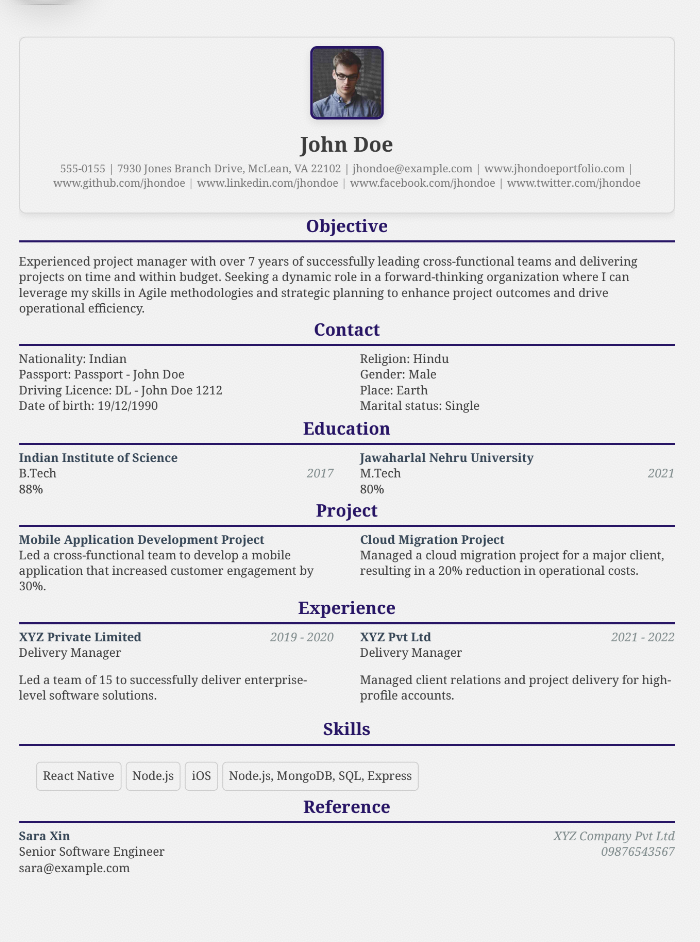 John Doe
555-0155 | 7930 Jones Branch Drive, McLean, VA 22102 | jhondoe@example.com | www.jhondoeportfolio.com |
www.github.com/jhondoe | www.linkedin.com/jhondoe | www.facebook.com/jhondoe | www.twitter.com/jhondoe
Objective
Experienced project manager with over 7 years of successfully leading cross-functional teams and delivering
projects on time and within budget. Seeking a dynamic role in a forward-thinking organization where I can
leverage my skills in Agile methodologies and strategic planning to enhance project outcomes and drive
operational efficiency.
Contact
Nationality: Indian
Passport: Passport - John Doe
Driving Licence: DL - John Doe 1212
Date of birth: 19/12/1990
Religion: Hindu
Gender: Male
Place: Earth
Marital status: Single
Education
Indian Institute of Science
B.Tech 2017
88%
Jawaharlal Nehru University
M.Tech 2021
80%
Project
Mobile Application Development Project
Led a cross-functional team to develop a mobile
application that increased customer engagement by
30%.
Cloud Migration Project
Managed a cloud migration project for a major client,
resulting in a 20% reduction in operational costs.
Experience
XYZ Private Limited 2019 - 2020
Delivery Manager
Led a team of 15 to successfully deliver enterprise-
level software solutions.
XYZ Pvt Ltd 2021 - 2022
Delivery Manager
Managed client relations and project delivery for high-
profile accounts.
Skills
React Native Node.js iOS Node.js, MongoDB, SQL, Express
Reference
Sara Xin XYZ Company Pvt Ltd
Senior Software Engineer 09876543567
sara@example.com